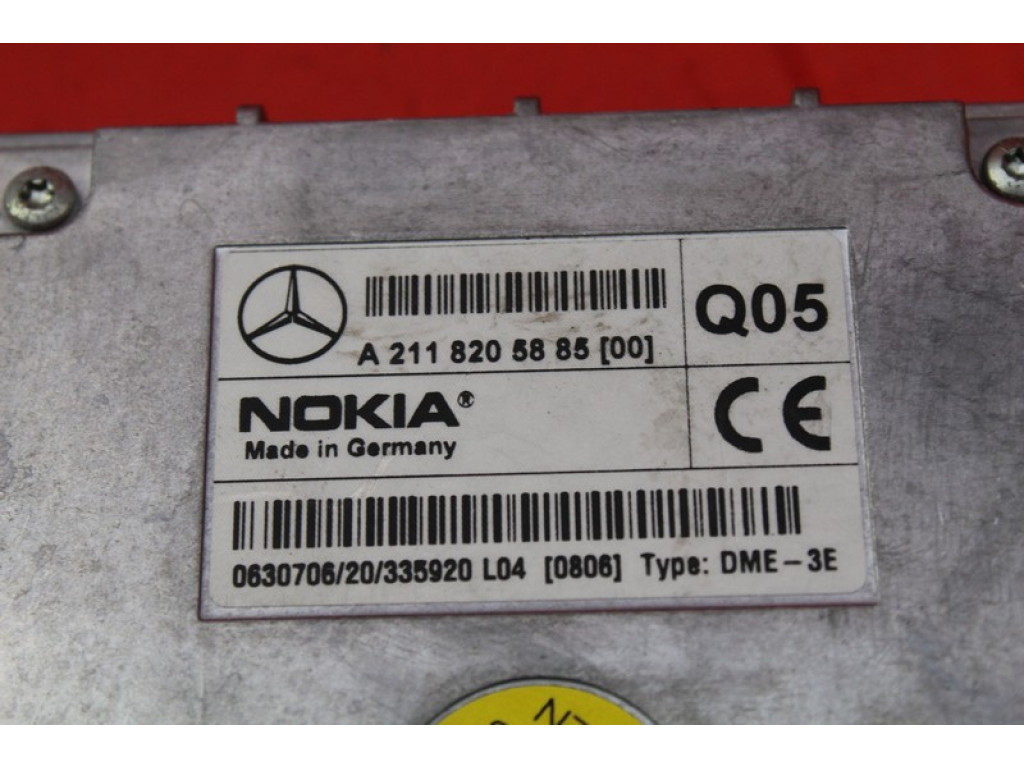 A 211 820 58 85 [00]
Q05
NOKIA®
Made in Germany
CE
0630706/20/335920 L04 [0806] Type: DME-3E